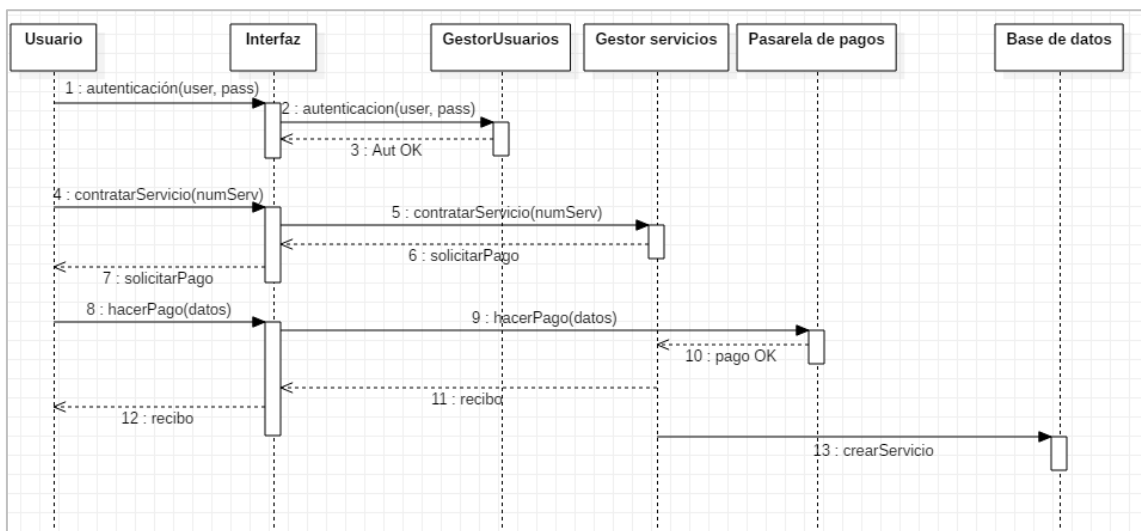 Usuario
Interfaz
GestorUsuarios
Gestor servicios
Pasarela de pagos
Base de datos
1 : autenticación(user, pass)
2 : autenticacion(user, pass)
3 : Aut OK
4 : contratarServicio(numServ)
5 : contratarServicio(numServ)
6 : solicitarPago
7 : solicitarPago
8 : hacerPago(datos)
9 : hacerPago(datos)
10 : pago OK
11 : recibo
12 : recibo
13 : crearServicio